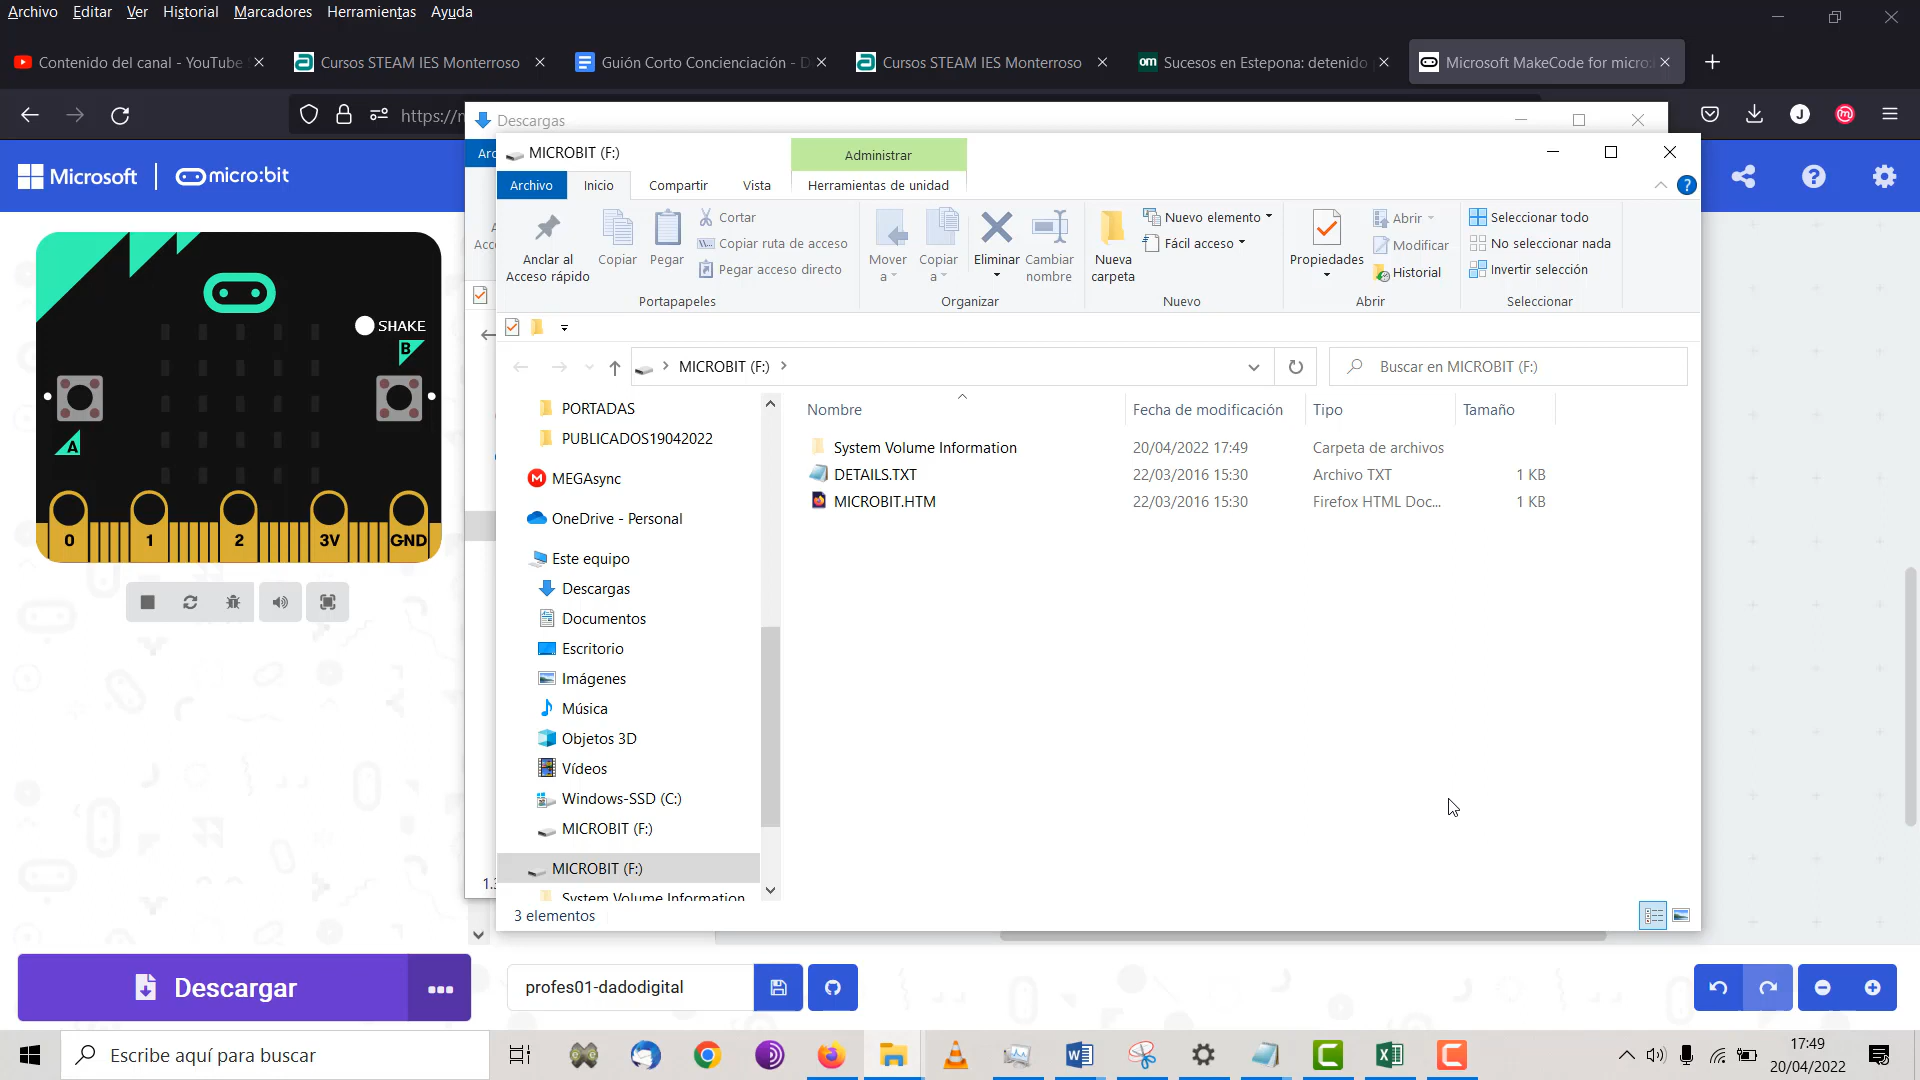 Archivo Editar Ver Historial Marcadores Herramientas Ayuda
Contenido del canal - YouTube
Cursos STEAM IES Monterroso
Guión Corto Concienciación - D
Cursos STEAM IES Monterroso
om Sucesos en Estepona: detenido
Microsoft MakeCode for micro:
https://m
J
Descargas
Arc
MICROBIT (F:)
Administrar
Archivo Inicio Compartir Vista Herramientas de unidad
Microsoft micro:bit
Anclar al
Acceso rápido
Copiar
Pegar
Cortar
Copiar ruta de acceso
Pegar acceso directo
Portapapeles
Mover
a
Copiar
a
Eliminar
Cambiar
nombre
Organizar
Nueva
carpeta
Nuevo elemento
Fácil acceso
Nuevo
Propiedades
Abrir
Modificar
Historial
Abrir
Seleccionar todo
No seleccionar nada
Invertir selección
Seleccionar
MICROBIT (F:)
Buscar en MICROBIT (F:)
SHAKE
B
A
0 1 2 3V GND
PORTADAS
PUBLICADOS19042022
MEGAsync
OneDrive - Personal
Este equipo
Descargas
Documentos
Escritorio
Imágenes
Música
Objetos 3D
Vídeos
Windows-SSD (C:)
MICROBIT (F:)
MICROBIT (F:)
System Volume Information
Nombre Fecha de modificación Tipo Tamaño
System Volume Information 20/04/2022 17:49 Carpeta de archivos
DETAILS.TXT 22/03/2016 15:30 Archivo TXT 1 KB
MICROBIT.HTM 22/03/2016 15:30 Firefox HTML Doc... 1 KB
3 elementos
Descargar
profes01-dadodigital
Escribe aquí para buscar
17:49
20/04/2022